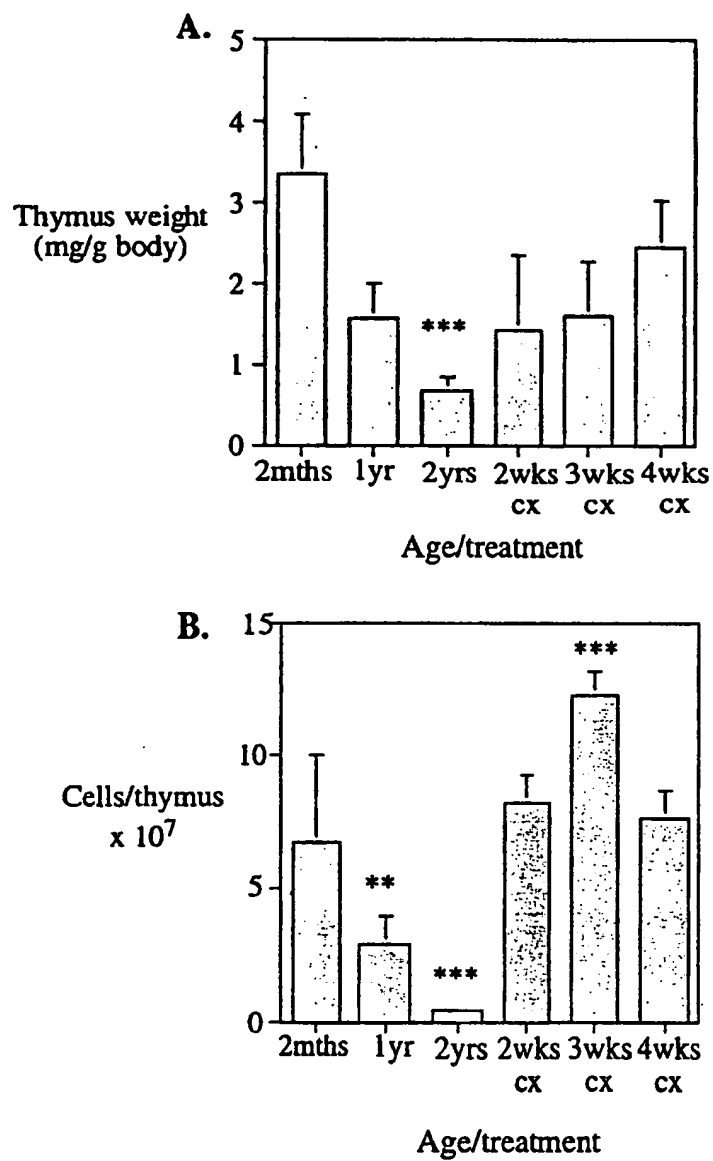 A.
5
4
3
2
1
0
Thymus weight
(mg/g body)
***
2mths 1yr 2yrs 2wks 3wks 4wks
cx cx cx
Age/treatment
B.
15
10
5
0
Cells/thymus
x 10⁷
**
***
***
2mths 1yr 2yrs 2wks 3wks 4wks
cx cx cx
Age/treatment